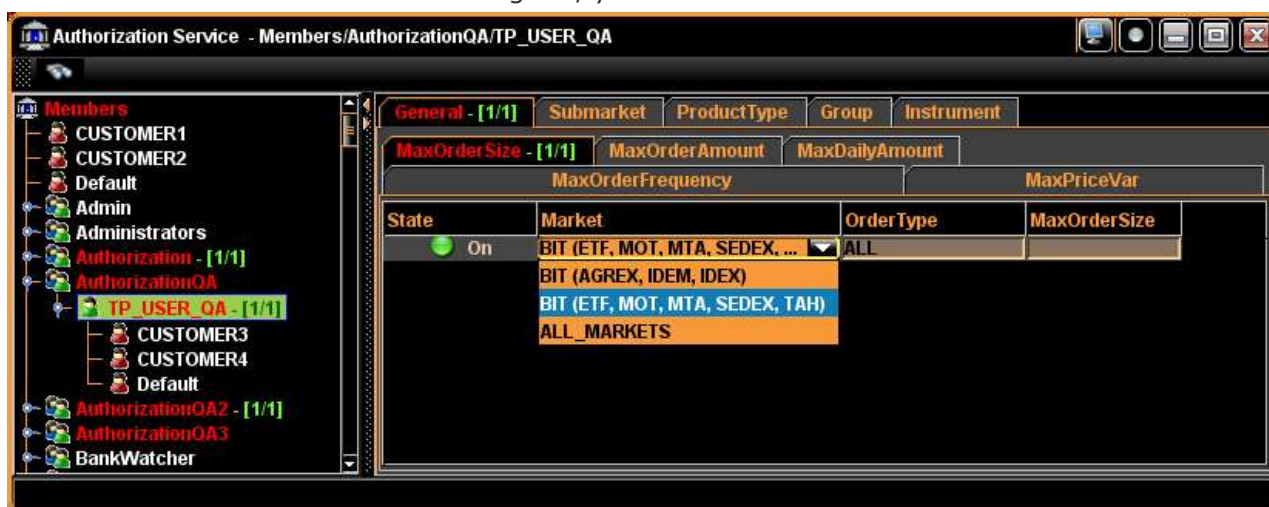 Authorization Service - Members/AuthorizationQA/TP_USER_QA
Members
CUSTOMER1
CUSTOMER2
Default
Admin
Administrators
Authorization - [1/1]
AuthorizationQA
TP_USER_QA - [1/1]
CUSTOMER3
CUSTOMER4
Default
AuthorizationQA2 - [1/1]
AuthorizationQA3
BankWatcher
General - [1/1] Submarket ProductType Group Instrument
MaxOrderSize - [1/1] MaxOrderAmount MaxDailyAmount
MaxOrderFrequency MaxPriceVar
State Market OrderType MaxOrderSize
On BIT (ETF, MOT, MTA, SEDEX, ... ALL
BIT (AGREX, IDEM, IDEX)
BIT (ETF, MOT, MTA, SEDEX, TAH)
ALL_MARKETS